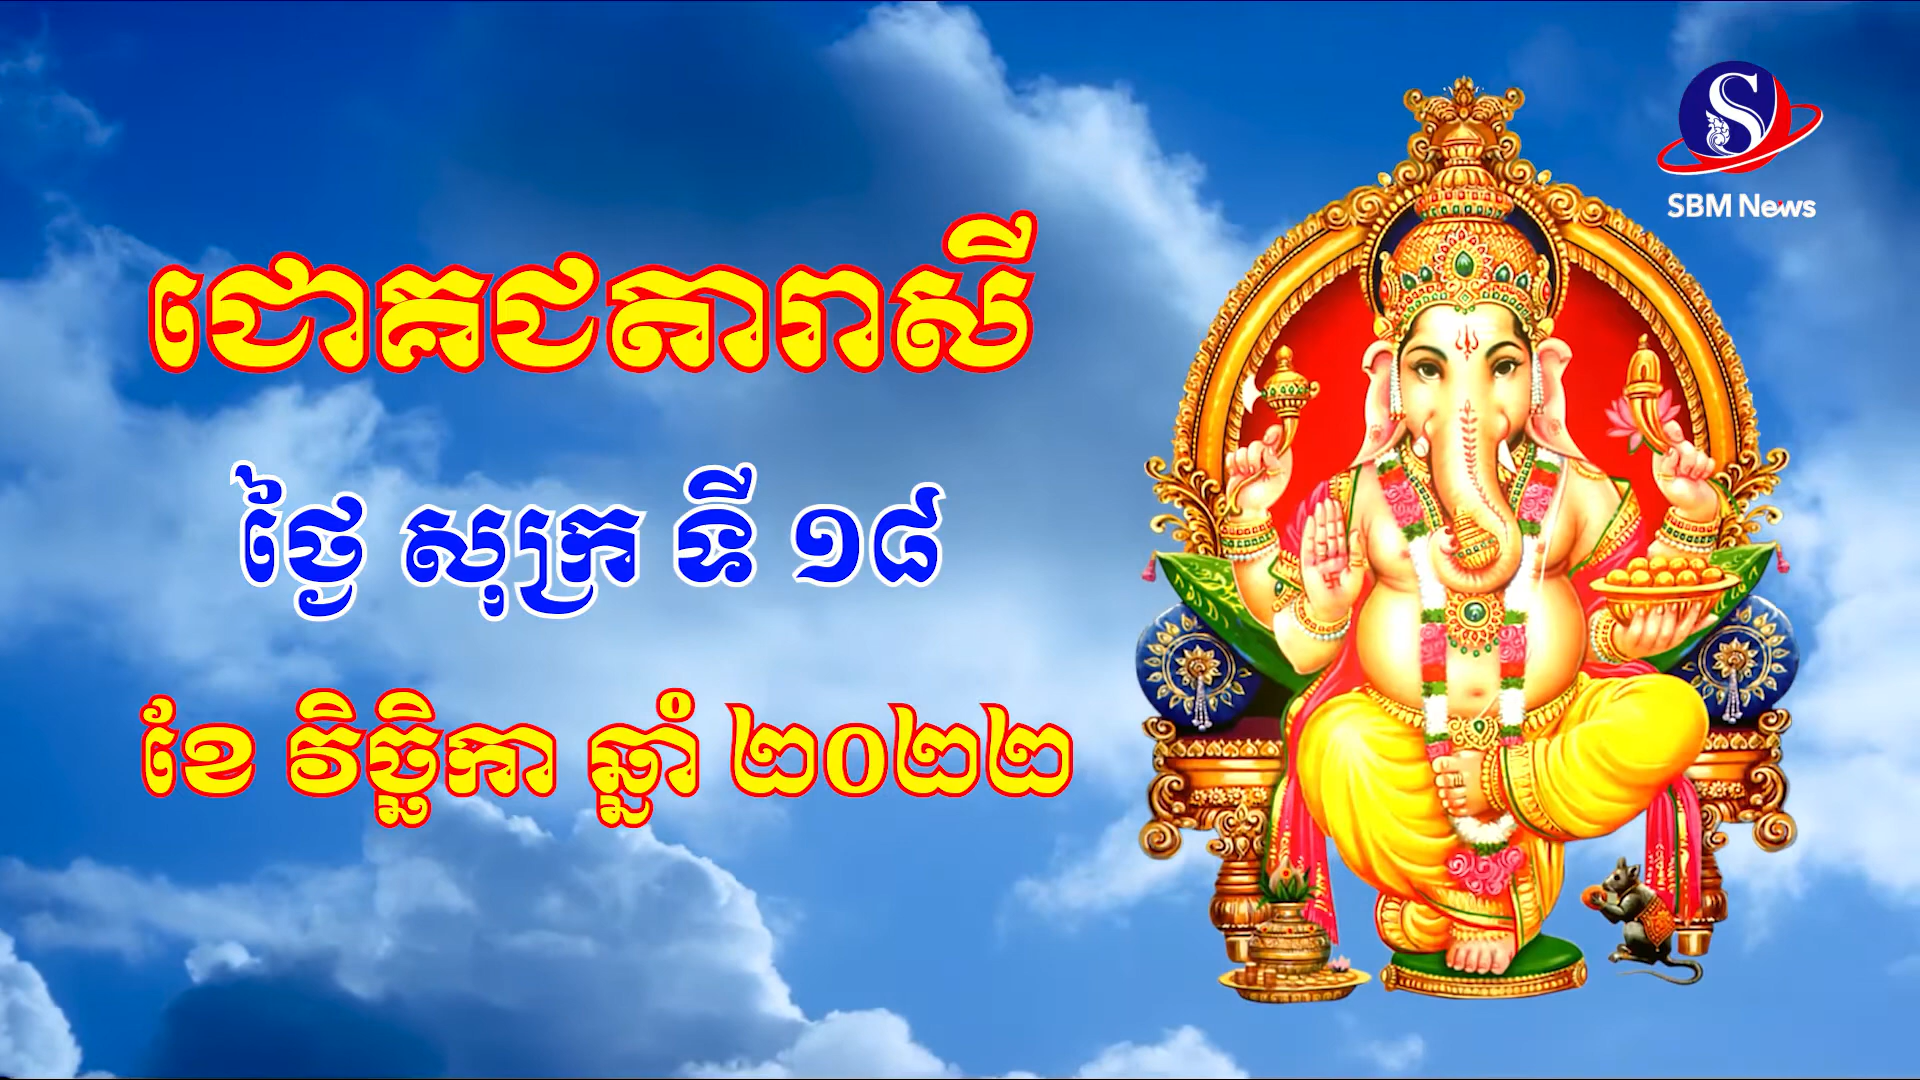 SBM News
ជោគជតារាសី
ថ្ងៃ សុក្រ ទី ១៨
ខែ វិច្ឆិកា ឆ្នាំ ២០២២